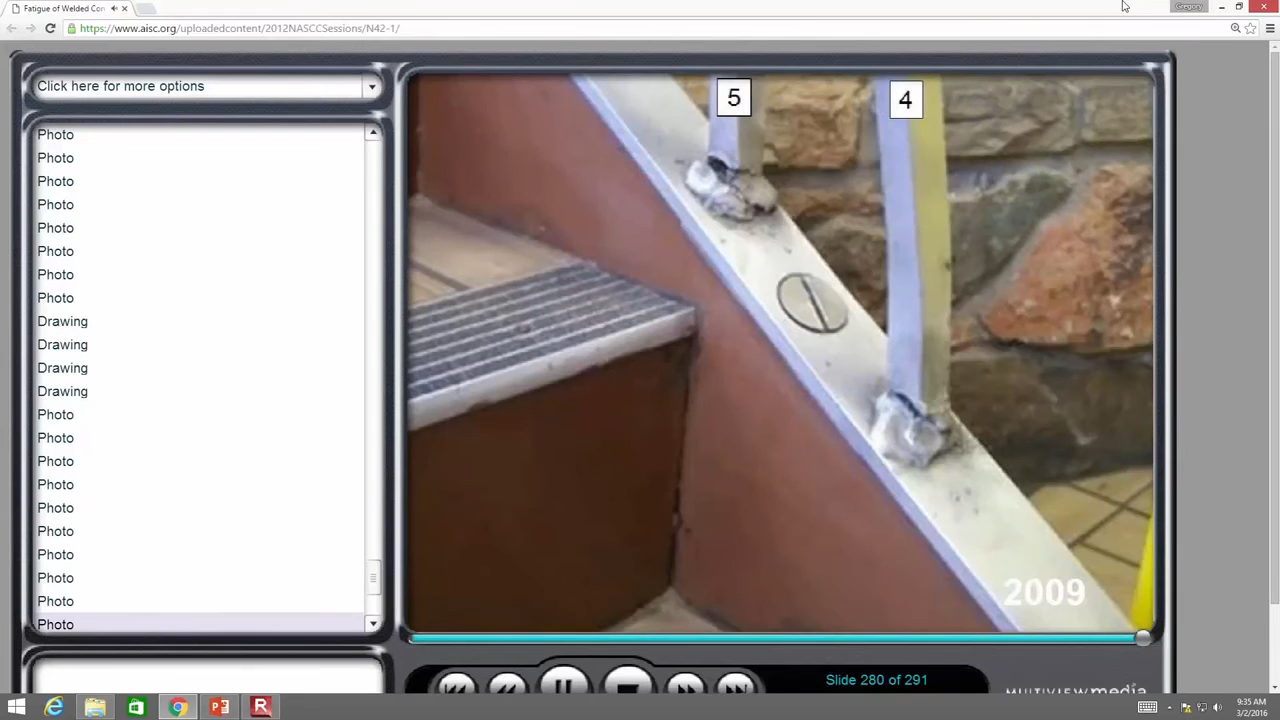 Fatigue of Welded Con
Gregory
https://www.aisc.org/uploadedcontent/2012NASCCSessions/N42-1/
Click here for more options
Photo
Photo
Photo
Photo
Photo
Photo
Photo
Photo
Drawing
Drawing
Drawing
Drawing
Photo
Photo
Photo
Photo
Photo
Photo
Photo
Photo
Photo
Photo
5
4
2009
Slide 280 of 291
MULTIVIEWmedia
9:35 AM
3/2/2016